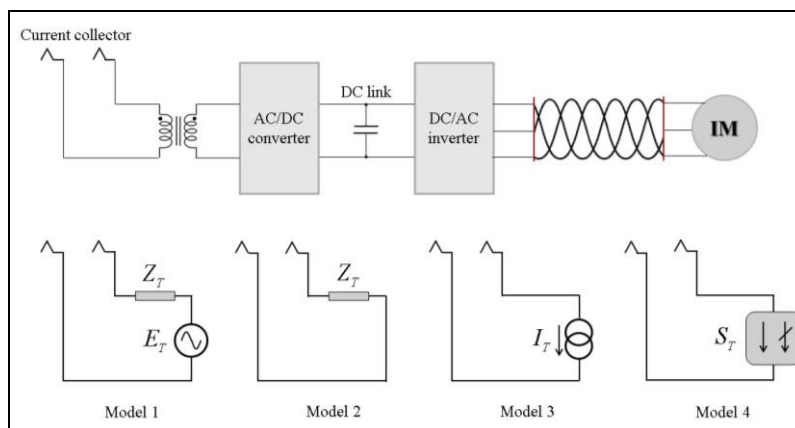 Current collector
DC link
AC/DC
converter
DC/AC
inverter
IM
Z_T
E_T
Model 1
Z_T
Model 2
I_T
Model 3
S_T
Model 4